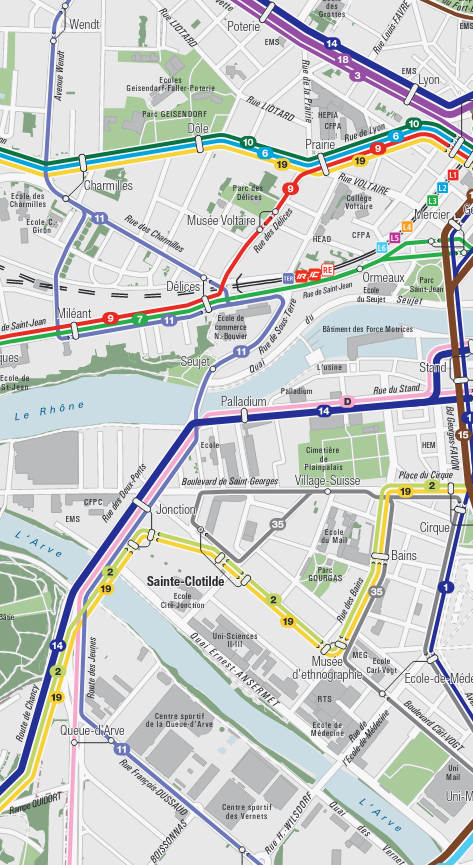 Wendt
Avenue Wendt
Rue LIOTARD
Poterie
des
Grottes
EMS
14
18
3
Rue Louis FAVRE
EMS
Lyon
Ecoles
Geisendorf-Faller-Poterie
Parc GEISENDORF
Rue LIOTARD
Rue de la Prairie
HEPIA
CFPA
Dôle
Prairie
Rue de Lyon
10
6
19
10
6
9
19
Charmilles
Ecole des
Charmilles
Ecole C.-
Giron
11
Parc des
Délices
9
Rue VOLTAIRE
Collège
Voltaire
L1
L2
L3
L4
L5
L6
Mercier
Musée Voltaire
Rue des Délices
Rue des Charmilles
HEAD
CFPA
TER
IR
IC
RE
Ormeaux
Délices
Rue de Saint-Jean
Ecole
du Seujet
Parc
Saint-Jean
Seujet
de Saint-Jean
Miléant
9
7
11
Ecole de
commerce
N.-Bouvier
11
Rue de Sous-Terre
Quai
du
Bâtiment des Force Motrices
Ecole de
St-Jean
Seujet
L'usine
Stand
Le Rhône
Palladium
Palladium
Rue du Stand
D
14
Bd Georges-FAVON
15
Ecole
Cimetière
de
Plainpalais
HEM
Rue des Deux-Ponts
Boulevard de Saint-Georges
Village-Suisse
Place du Cirque
19
2
CFPC
EMS
Jonction
35
Cirque
L'Arve
Ecole
du Mail
Bains
Sainte-Clotilde
Ecole
Cité-Jonction
Parc
GOURGAS
Rue des Bains
35
1
2
19
2
19
Uni-Sciences
II-III
Quai Ernest-ANSERMET
Musée
d'ethnographie
MEG
Ecole
Carl-Vogt
14
2
19
Route de Chancy
Route des Jeunes
RTS
Boulevard Carl-VOGT
Centre sportif
de la Queue-d'Arve
Ecole de
Médecine
Rue de
l'Ecole-de-Médecine
Queue-d'Arve
11
Rue François-DUSSAUD
Uni
Mail
Rampe QUIDORT
Centre sportif
des Vernets
Rue H.-WILSDORF
L'Arve
Quai
des
BOISSONNAS